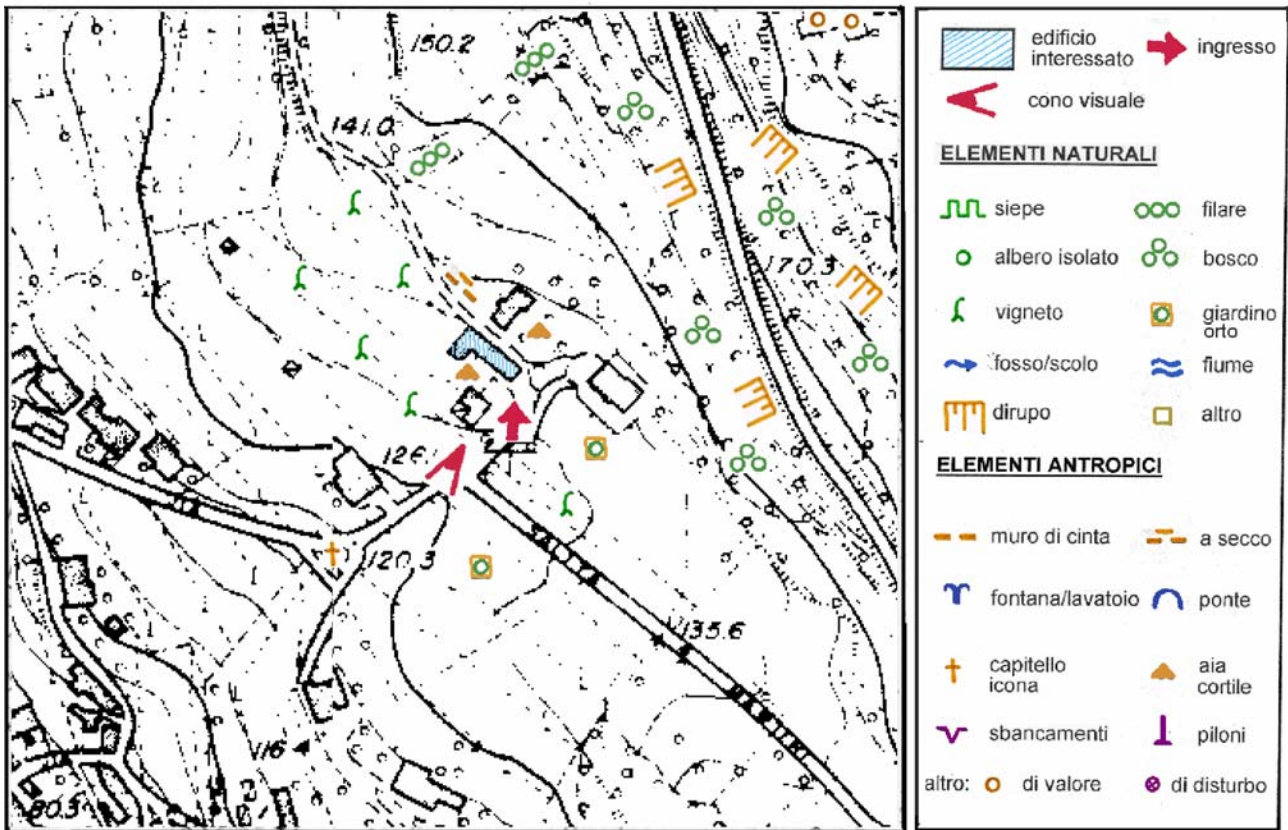 150.2
141.0
170.3
126.
120.3
SALITA
135.6
116
80.3
edificio
interessato
ingresso
cono visuale
ELEMENTI NATURALI
siepe
filare
albero isolato
bosco
vigneto
giardino
orto
fosso/scolo
fiume
dirupo
altro
ELEMENTI ANTROPICI
muro di cinta
a secco
fontana/lavatoio
ponte
capitello
icona
aia
cortile
sbancamenti
piloni
altro:
di valore
di disturbo